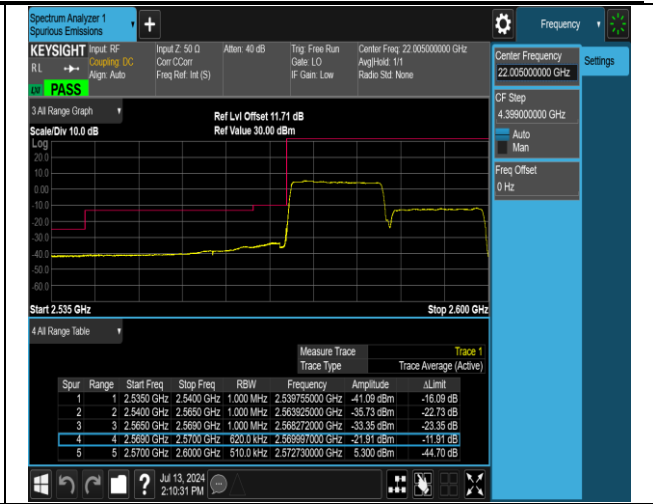 Spectrum Analyzer 1
Spurious Emissions
+
Frequency
KEYSIGHT Input: RF Input Z: 50 Ω Atten: 40 dB Trig: Free Run Center Freq: 22.005000000 GHz
RL Coupling: DC Corr CCorr Gate: LO Avg|Hold: 1/1
Align: Auto Freq Ref: Int (S) IF Gain: Low Radio Std: None
PASS
Center Frequency
22.005000000 GHz
Settings
CF Step
4.399000000 GHz
Auto
Man
Freq Offset
0 Hz
3 All Range Graph
Ref Lvl Offset 11.71 dB
Scale/Div 10.0 dB Ref Value 30.00 dBm
Log
20.0
10.0
0.00
-10.0
-20.0
-30.0
-40.0
-50.0
-60.0
Start 2.535 GHz Stop 2.600 GHz
4 All Range Table
Measure Trace Trace 1
Trace Type Trace Average (Active)
Spur Range Start Freq Stop Freq RBW Frequency Amplitude ΔLimit
1 1 2.5350 GHz 2.5400 GHz 1.000 MHz 2.539755000 GHz -41.09 dBm -16.09 dB
2 2 2.5400 GHz 2.5650 GHz 1.000 MHz 2.563925000 GHz -35.73 dBm -22.73 dB
3 3 2.5650 GHz 2.5690 GHz 1.000 MHz 2.568272000 GHz -33.35 dBm -23.35 dB
4 4 2.5690 GHz 2.5700 GHz 620.0 kHz 2.569997000 GHz -21.91 dBm -11.91 dB
5 5 2.5700 GHz 2.6000 GHz 510.0 kHz 2.572730000 GHz 5.300 dBm -44.70 dB
?
Jul 13, 2024
2:10:31 PM